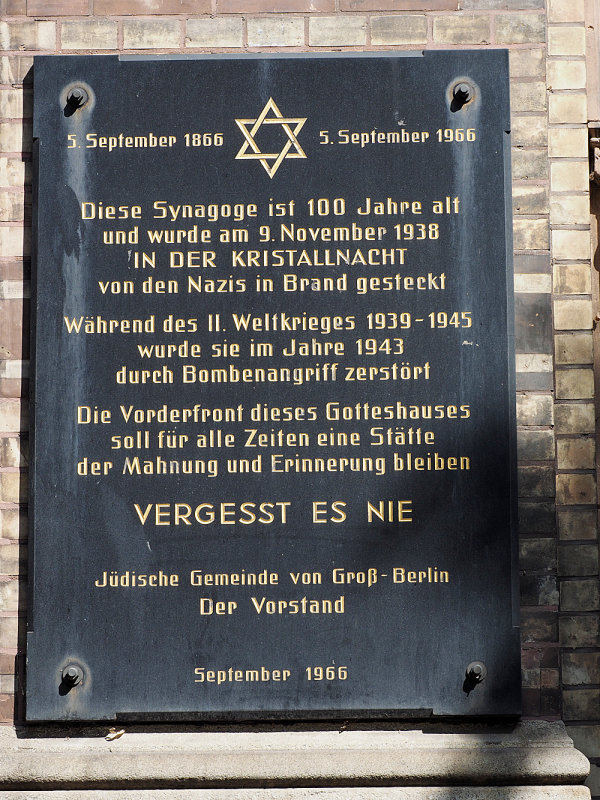 5. September 1866 5. September 1966
Diese Synagoge ist 100 Jahre alt
und wurde am 9. November 1938
IN DER KRISTALLNACHT
von den Nazis in Brand gesteckt
Während des II. Weltkrieges 1939-1945
wurde sie im Jahre 1943
durch Bombenangriff zerstört
Die Vorderfront dieses Gotteshauses
soll für alle Zeiten eine Stätte
der Mahnung und Erinnerung bleiben
VERGESST ES NIE
Jüdische Gemeinde von Groß-Berlin
Der Vorstand
September 1966